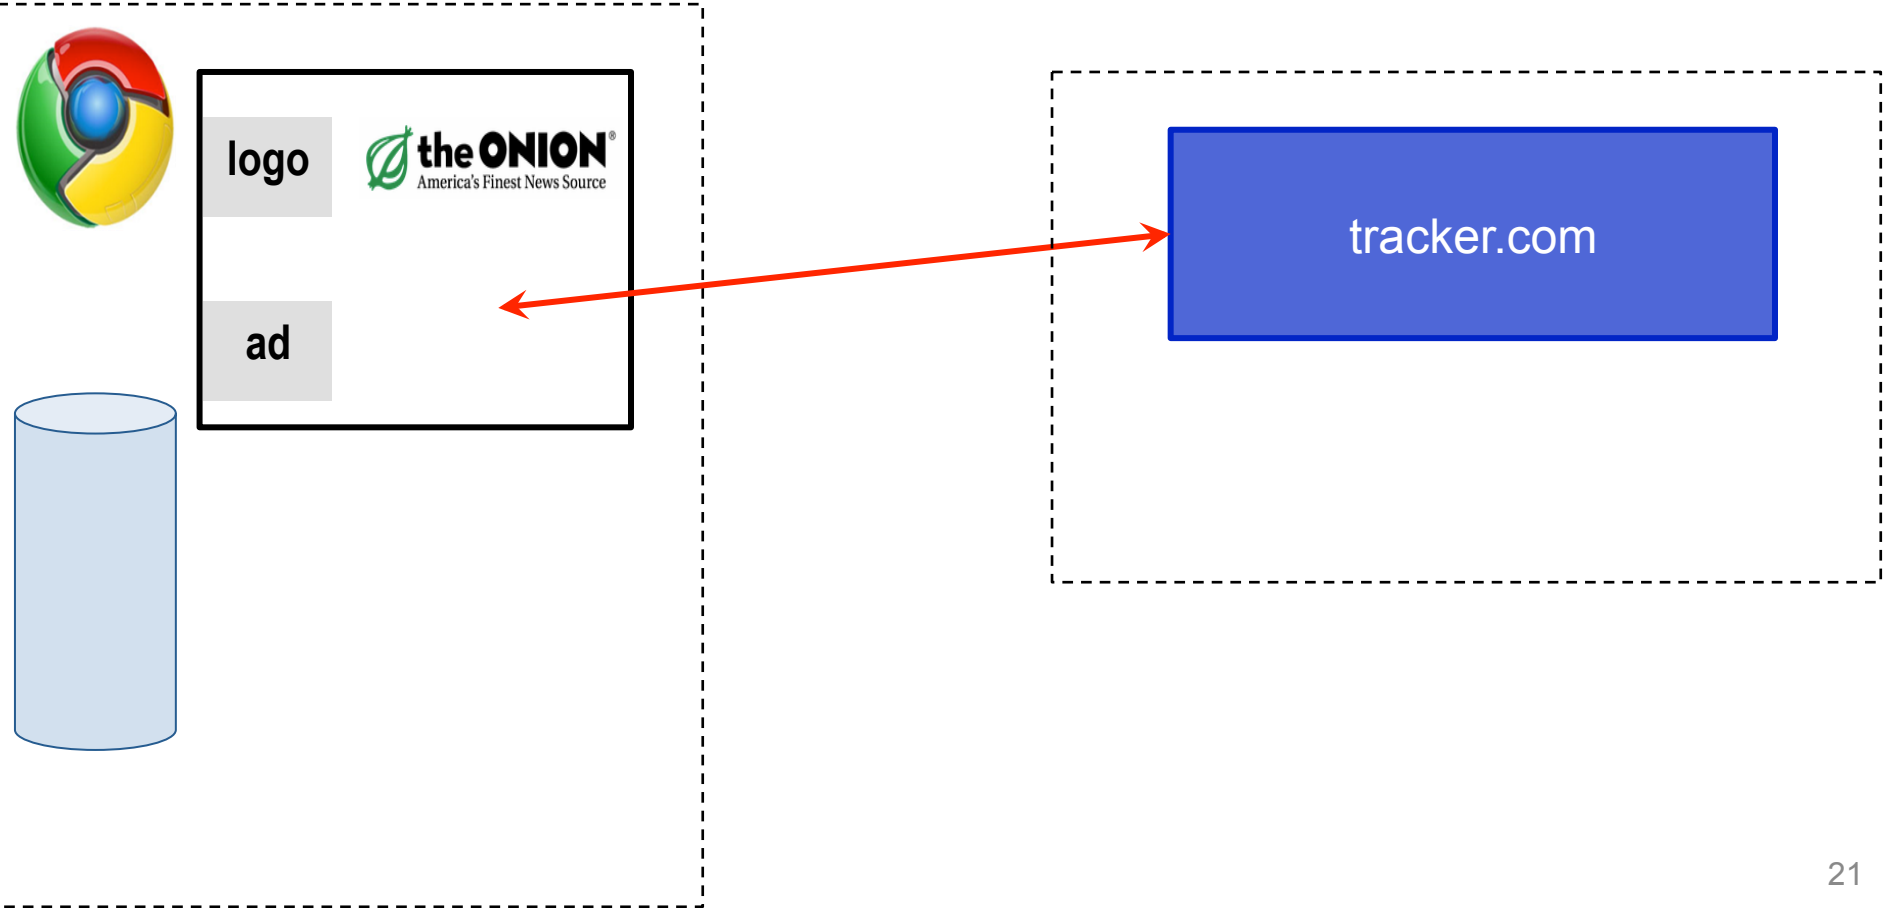 logo
the ONION®
America's Finest News Source
tracker.com
ad
21